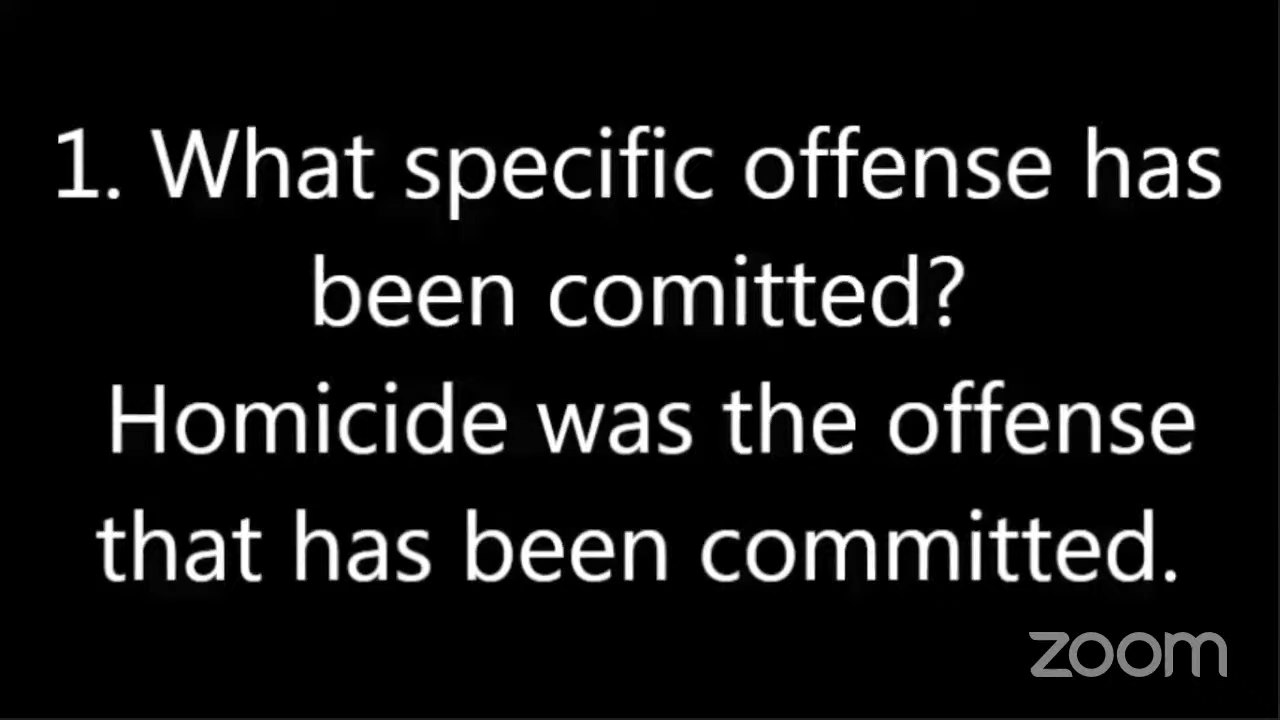 1. What specific offense has
been comitted?
Homicide was the offense
that has been committed.
zoom